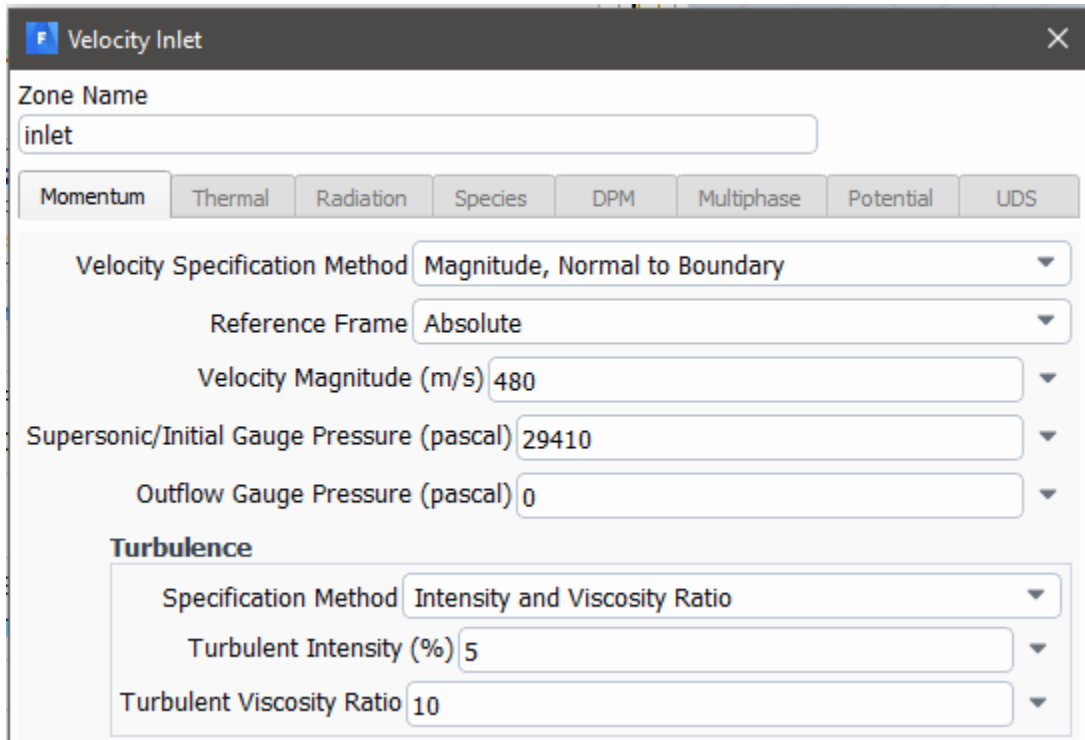 F Velocity Inlet
Zone Name
inlet
Momentum Thermal Radiation Species DPM Multiphase Potential UDS
Velocity Specification Method Magnitude, Normal to Boundary
Reference Frame Absolute
Velocity Magnitude (m/s) 480
Supersonic/Initial Gauge Pressure (pascal) 29410
Outflow Gauge Pressure (pascal) 0
Turbulence
Specification Method Intensity and Viscosity Ratio
Turbulent Intensity (%) 5
Turbulent Viscosity Ratio 10